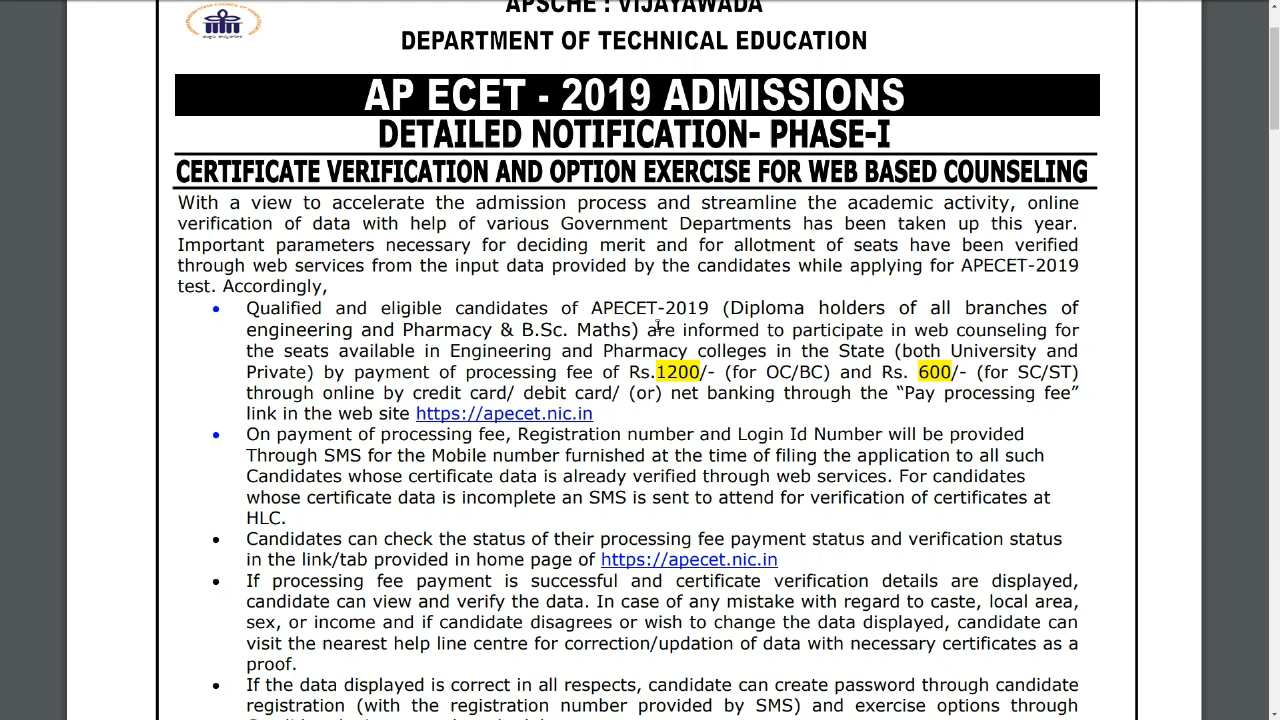 APSCHE : VIJAYAWADA
DEPARTMENT OF TECHNICAL EDUCATION
AP ECET - 2019 ADMISSIONS
DETAILED NOTIFICATION- PHASE-I
CERTIFICATE VERIFICATION AND OPTION EXERCISE FOR WEB BASED COUNSELING
With a view to accelerate the admission process and streamline the academic activity, online
verification of data with help of various Government Departments has been taken up this year.
Important parameters necessary for deciding merit and for allotment of seats have been verified
through web services from the input data provided by the candidates while applying for APECET-2019
test. Accordingly,
• Qualified and eligible candidates of APECET-2019 (Diploma holders of all branches of
engineering and Pharmacy & B.Sc. Maths) are informed to participate in web counseling for
the seats available in Engineering and Pharmacy colleges in the State (both University and
Private) by payment of processing fee of Rs.1200/- (for OC/BC) and Rs. 600/- (for SC/ST)
through online by credit card/ debit card/ (or) net banking through the “Pay processing fee”
link in the web site https://apecet.nic.in
• On payment of processing fee, Registration number and Login Id Number will be provided
Through SMS for the Mobile number furnished at the time of filing the application to all such
Candidates whose certificate data is already verified through web services. For candidates
whose certificate data is incomplete an SMS is sent to attend for verification of certificates at
HLC.
• Candidates can check the status of their processing fee payment status and verification status
in the link/tab provided in home page of https://apecet.nic.in
• If processing fee payment is successful and certificate verification details are displayed,
candidate can view and verify the data. In case of any mistake with regard to caste, local area,
sex, or income and if candidate disagrees or wish to change the data displayed, candidate can
visit the nearest help line centre for correction/updation of data with necessary certificates as a
proof.
• If the data displayed is correct in all respects, candidate can create password through candidate
registration (with the registration number provided by SMS) and exercise options through